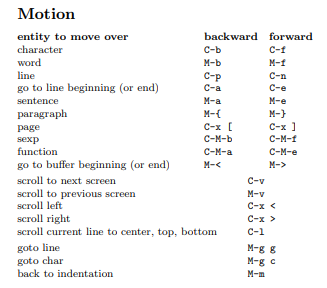 Motion
entity to move over backward forward
character C-b C-f
word M-b M-f
line C-p C-n
go to line beginning (or end) C-a C-e
sentence M-a M-e
paragraph M-{ M-}
page C-x [ C-x ]
sexp C-M-b C-M-f
function C-M-a C-M-e
go to buffer beginning (or end) M-< M->
scroll to next screen C-v
scroll to previous screen M-v
scroll left C-x <
scroll right C-x >
scroll current line to center, top, bottom C-l
goto line M-g g
goto char M-g c
back to indentation M-m